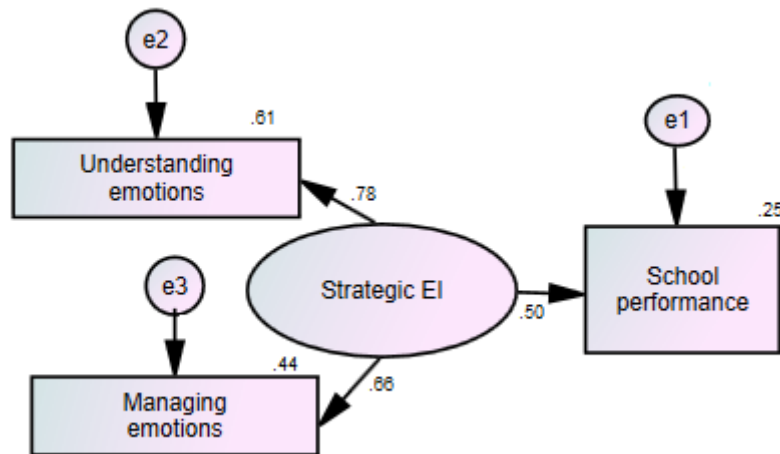 e2
.61
Understanding
emotions
.78
e1
.25
School
performance
Strategic EI
.50
e3
.44
.66
Managing
emotions